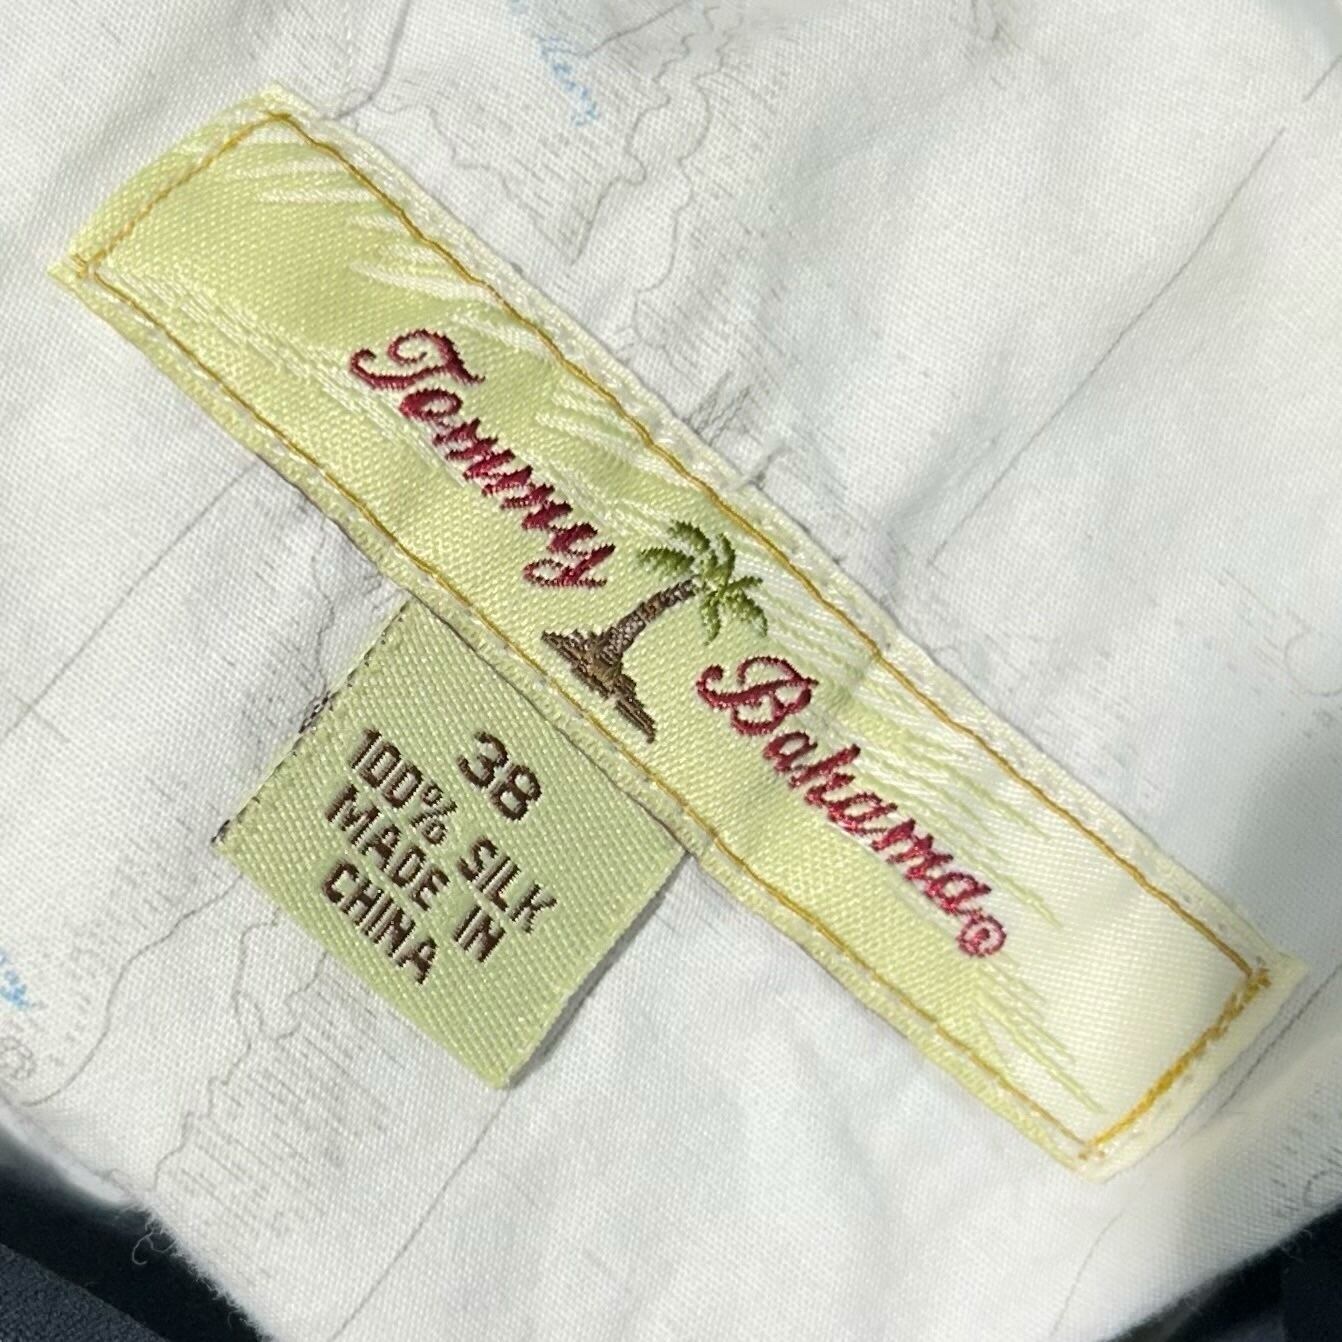 Tommy Bahama©
38
100% SILK
MADE IN
CHINA